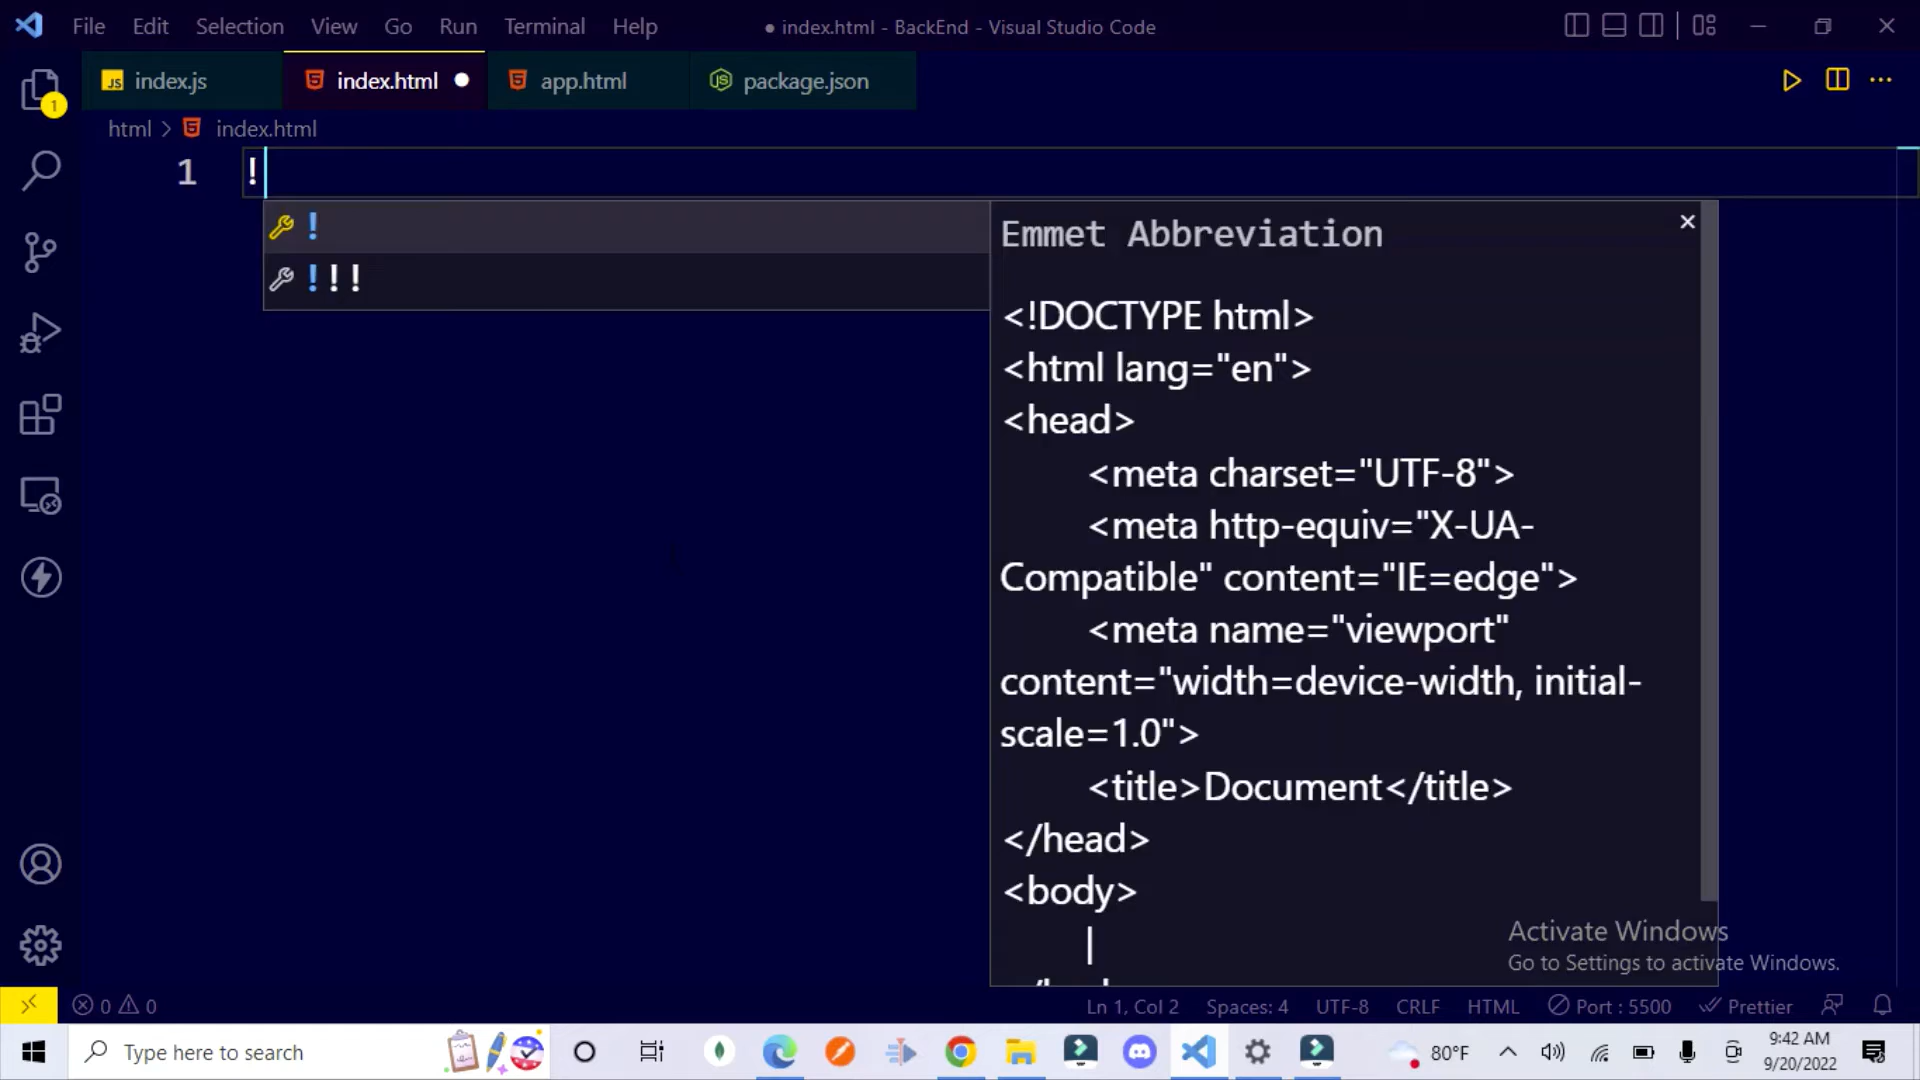 File Edit Selection View Go Run Terminal Help ● index.html - BackEnd - Visual Studio Code
JS index.js index.html ● app.html package.json
1
html > index.html
1 !
!
!!!
Emmet Abbreviation
<!DOCTYPE html>
<html lang="en">
<head>
<meta charset="UTF-8">
<meta http-equiv="X-UA-
Compatible" content="IE=edge">
<meta name="viewport"
content="width=device-width, initial-
scale=1.0">
<title>Document</title>
</head>
<body>
|
Activate Windows
Go to Settings to activate Windows.
0 0 Ln 1, Col 2 Spaces: 4 UTF-8 CRLF HTML Port : 5500 Prettier
Type here to search 80°F 9:42 AM
9/20/2022